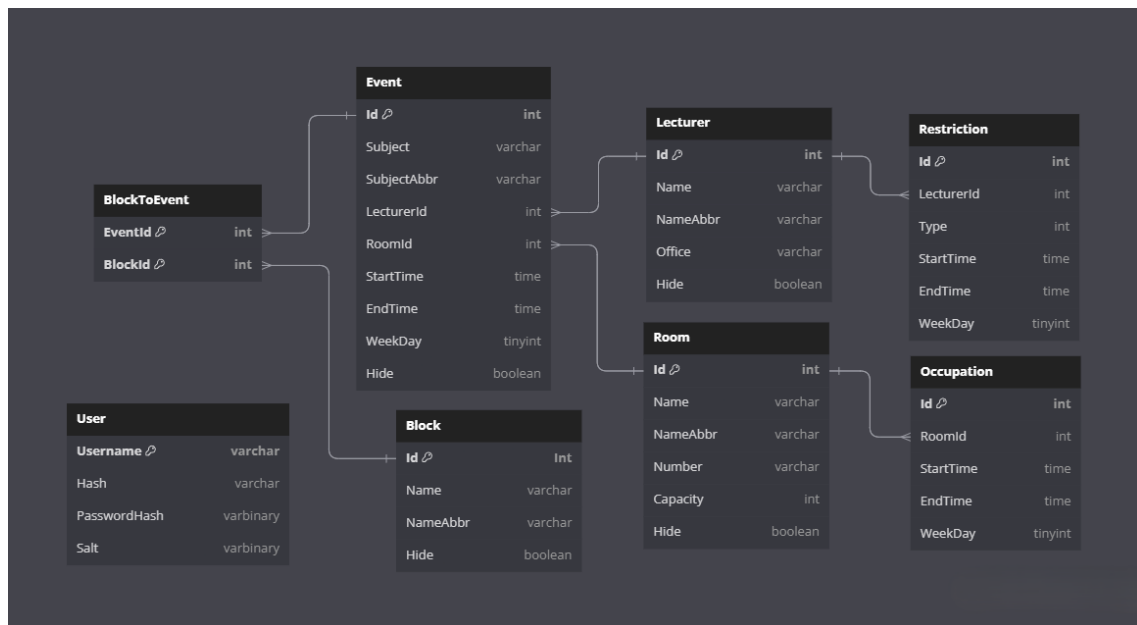 Event
Id int
Subject varchar
SubjectAbbr varchar
LecturerId int
RoomId int
StartTime time
EndTime time
WeekDay tinyint
Hide boolean
BlockToEvent
EventId int
BlockId int
User
Username varchar
Hash varchar
PasswordHash varbinary
Salt varbinary
Block
Id Int
Name varchar
NameAbbr varchar
Hide boolean
Lecturer
Id int
Name varchar
NameAbbr varchar
Office varchar
Hide boolean
Room
Id int
Name varchar
NameAbbr varchar
Number varchar
Capacity int
Hide boolean
Restriction
Id int
LecturerId int
Type int
StartTime time
EndTime time
WeekDay tinyint
Occupation
Id int
RoomId int
StartTime time
EndTime time
WeekDay tinyint